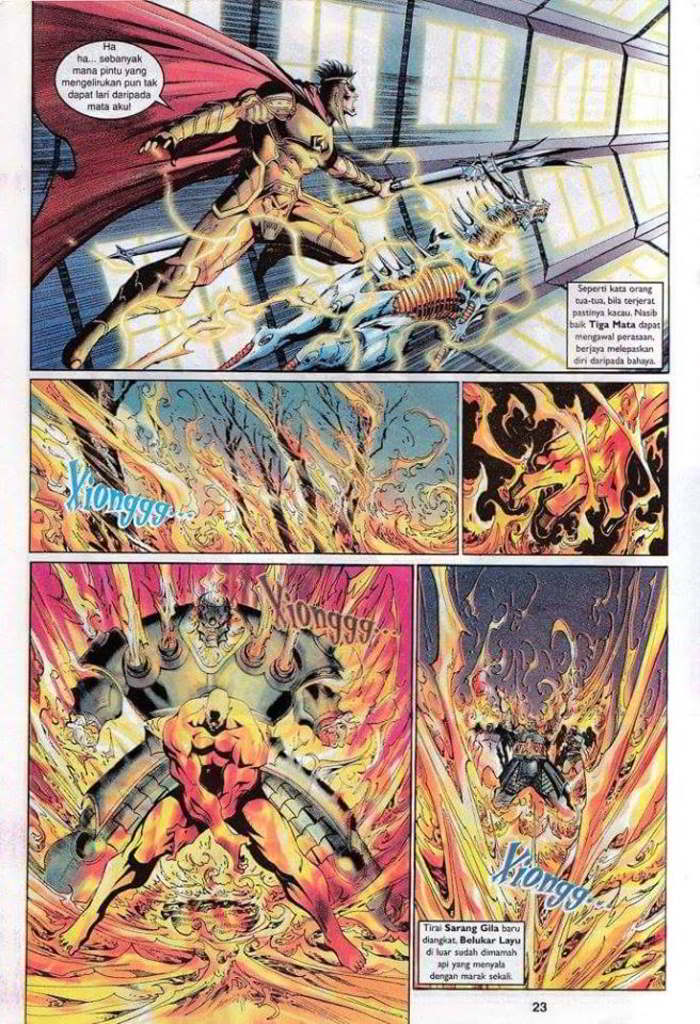 Ha
ha... sebanyak
mana pintu yang
mengelirukan pun tak
dapat lari daripada
mata aku!
Seperti kata orang
tua-tua, bila terjerat
pastinya kacau. Nasib
baik Tiga Mata dapat
mengawal perasaan,
berjaya melepaskan
diri daripada bahaya.
Xionggg...
Xionggg...
Xiongg...
Tirai Sarang Gila baru
diangkat, Belukar Layu
di luar sudah dimamah
api yang menyala
dengan marak sekali.
23